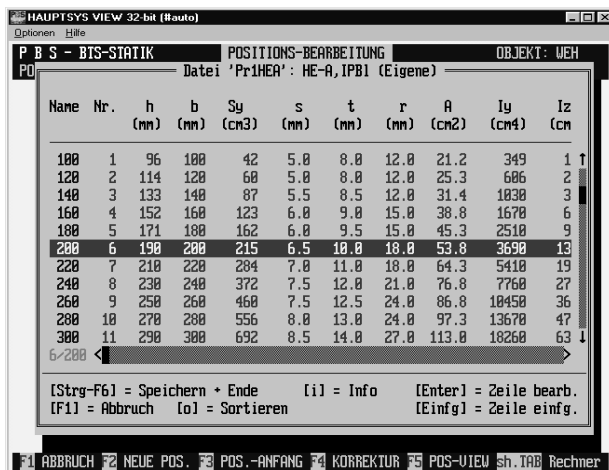 HAUPTSYS VIEW 32-bit (#auto)
Optionen Hilfe
P B S - BTS-STATIK POSITIONS-BEARBEITUNG OBJEKT: WEH
PO Datei 'Pr1HEA': HE-A,IPBl (Eigene)
Name Nr. h b Sy s t r A Iy Iz
(mm) (mm) (cm3) (mm) (mm) (mm) (cm2) (cm4) (cm
100 1 96 100 42 5.0 8.0 12.0 21.2 349 1
120 2 114 120 60 5.0 8.0 12.0 25.3 606 2
140 3 133 140 87 5.5 8.5 12.0 31.4 1030 3
160 4 152 160 123 6.0 9.0 15.0 38.8 1670 6
180 5 171 180 162 6.0 9.5 15.0 45.3 2510 9
200 6 190 200 215 6.5 10.0 18.0 53.8 3690 13
220 7 210 220 284 7.0 11.0 18.0 64.3 5410 19
240 8 230 240 372 7.5 12.0 21.0 76.8 7760 27
260 9 250 260 460 7.5 12.5 24.0 86.8 10450 36
280 10 270 280 556 8.0 13.0 24.0 97.3 13670 47
300 11 290 300 692 8.5 14.0 27.0 113.0 18260 63
6/200
[Strg-F6] = Speichern + Ende [i] = Info [Enter] = Zeile bearb.
[F1] = Abbruch [o] = Sortieren [Einfg] = Zeile einfg.
F1 ABBRUCH F2 NEUE POS. F3 POS.-ANFANG F4 KORREKTUR F5 POS-VIEW sh.TAB Rechner